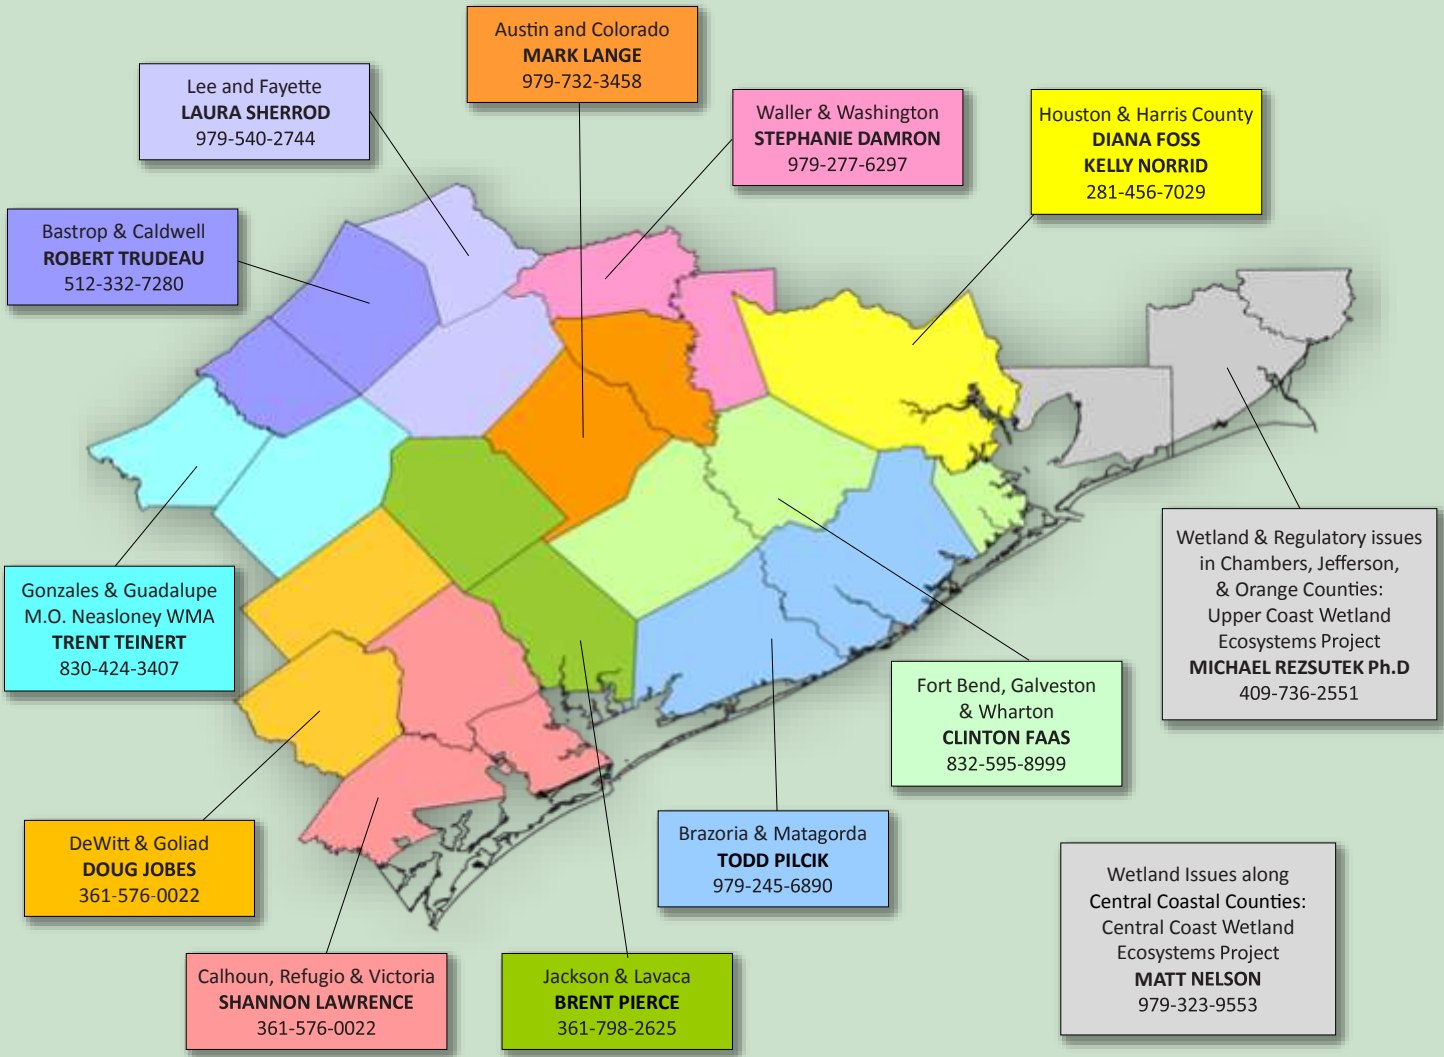 Austin and Colorado
MARK LANGE
979-732-3458
Lee and Fayette
LAURA SHERROD
979-540-2744
Waller & Washington
STEPHANIE DAMRON
979-277-6297
Houston & Harris County
DIANA FOSS
KELLY NORRID
281-456-7029
Bastrop & Caldwell
ROBERT TRUDEAU
512-332-7280
Gonzales & Guadalupe
M.O. Neasloney WMA
TRENT TEINERT
830-424-3407
Wetland & Regulatory issues
in Chambers, Jefferson,
& Orange Counties:
Upper Coast Wetland
Ecosystems Project
MICHAEL REZSUTEK Ph.D
409-736-2551
Fort Bend, Galveston
& Wharton
CLINTON FAAS
832-595-8999
DeWitt & Goliad
DOUG JOBES
361-576-0022
Brazoria & Matagorda
TODD PILCIK
979-245-6890
Wetland Issues along
Central Coastal Counties:
Central Coast Wetland
Ecosystems Project
MATT NELSON
979-323-9553
Calhoun, Refugio & Victoria
SHANNON LAWRENCE
361-576-0022
Jackson & Lavaca
BRENT PIERCE
361-798-2625